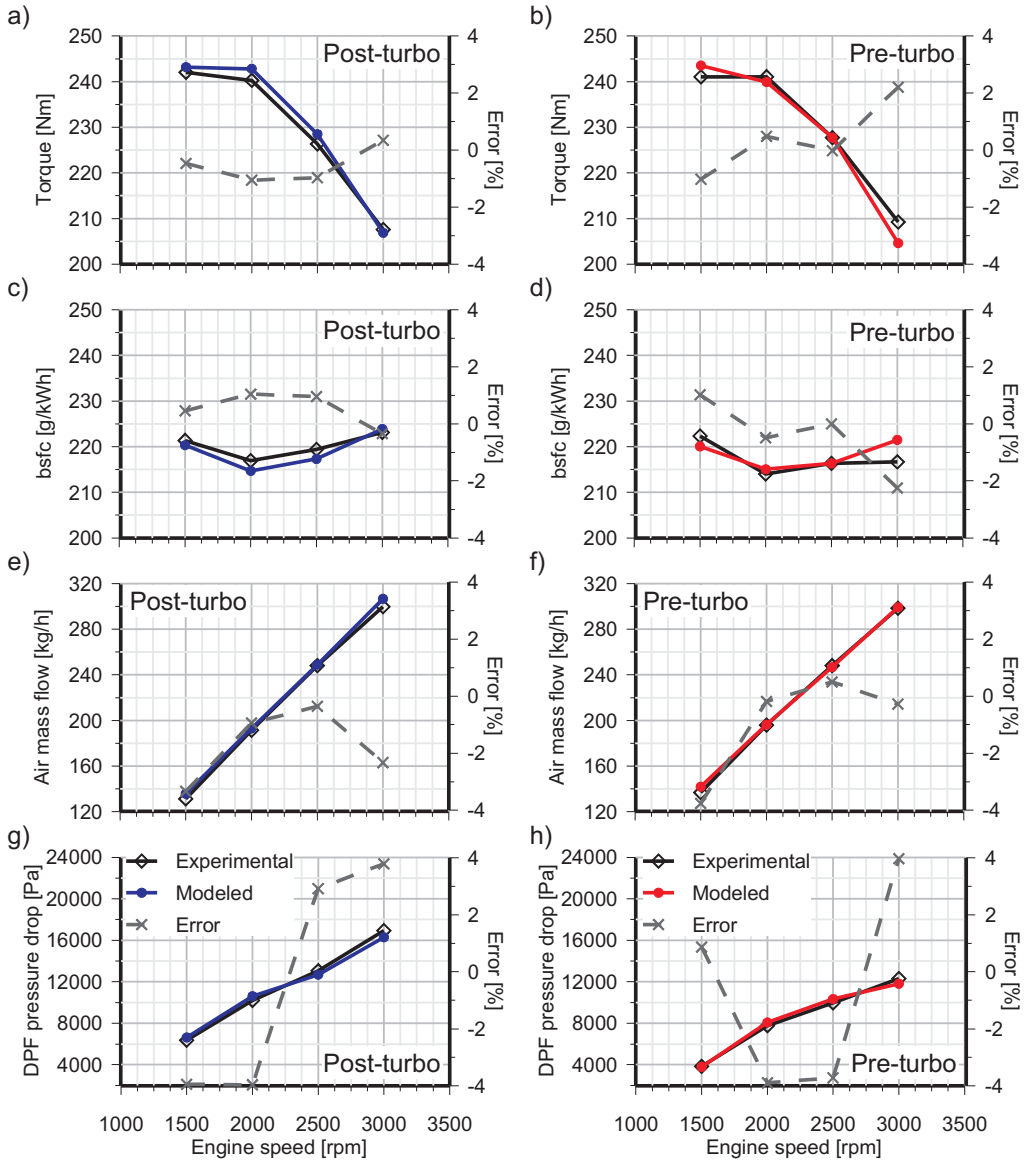 a)
Post-turbo
250
240
230
220
210
200
Torque [Nm]
4
2
0
-2
-4
Error [%]
b)
Pre-turbo
250
240
230
220
210
200
Torque [Nm]
4
2
0
-2
-4
Error [%]
c)
Post-turbo
250
240
230
220
210
200
bsfc [g/kWh]
4
2
0
-2
-4
Error [%]
d)
Pre-turbo
250
240
230
220
210
200
bsfc [g/kWh]
4
2
0
-2
-4
Error [%]
e)
Post-turbo
320
280
240
200
160
120
Air mass flow [kg/h]
4
2
0
-2
-4
Error [%]
f)
Pre-turbo
320
280
240
200
160
120
Air mass flow [kg/h]
4
2
0
-2
-4
Error [%]
g)
24000
20000
16000
12000
8000
4000
DPF pressure drop [Pa]
Experimental
Modeled
Error
Post-turbo
4
2
0
-2
-4
Error [%]
1000 1500 2000 2500 3000 3500
Engine speed [rpm]
h)
24000
20000
16000
12000
8000
4000
DPF pressure drop [Pa]
Experimental
Modeled
Error
Pre-turbo
4
2
0
-2
-4
Error [%]
1000 1500 2000 2500 3000 3500
Engine speed [rpm]